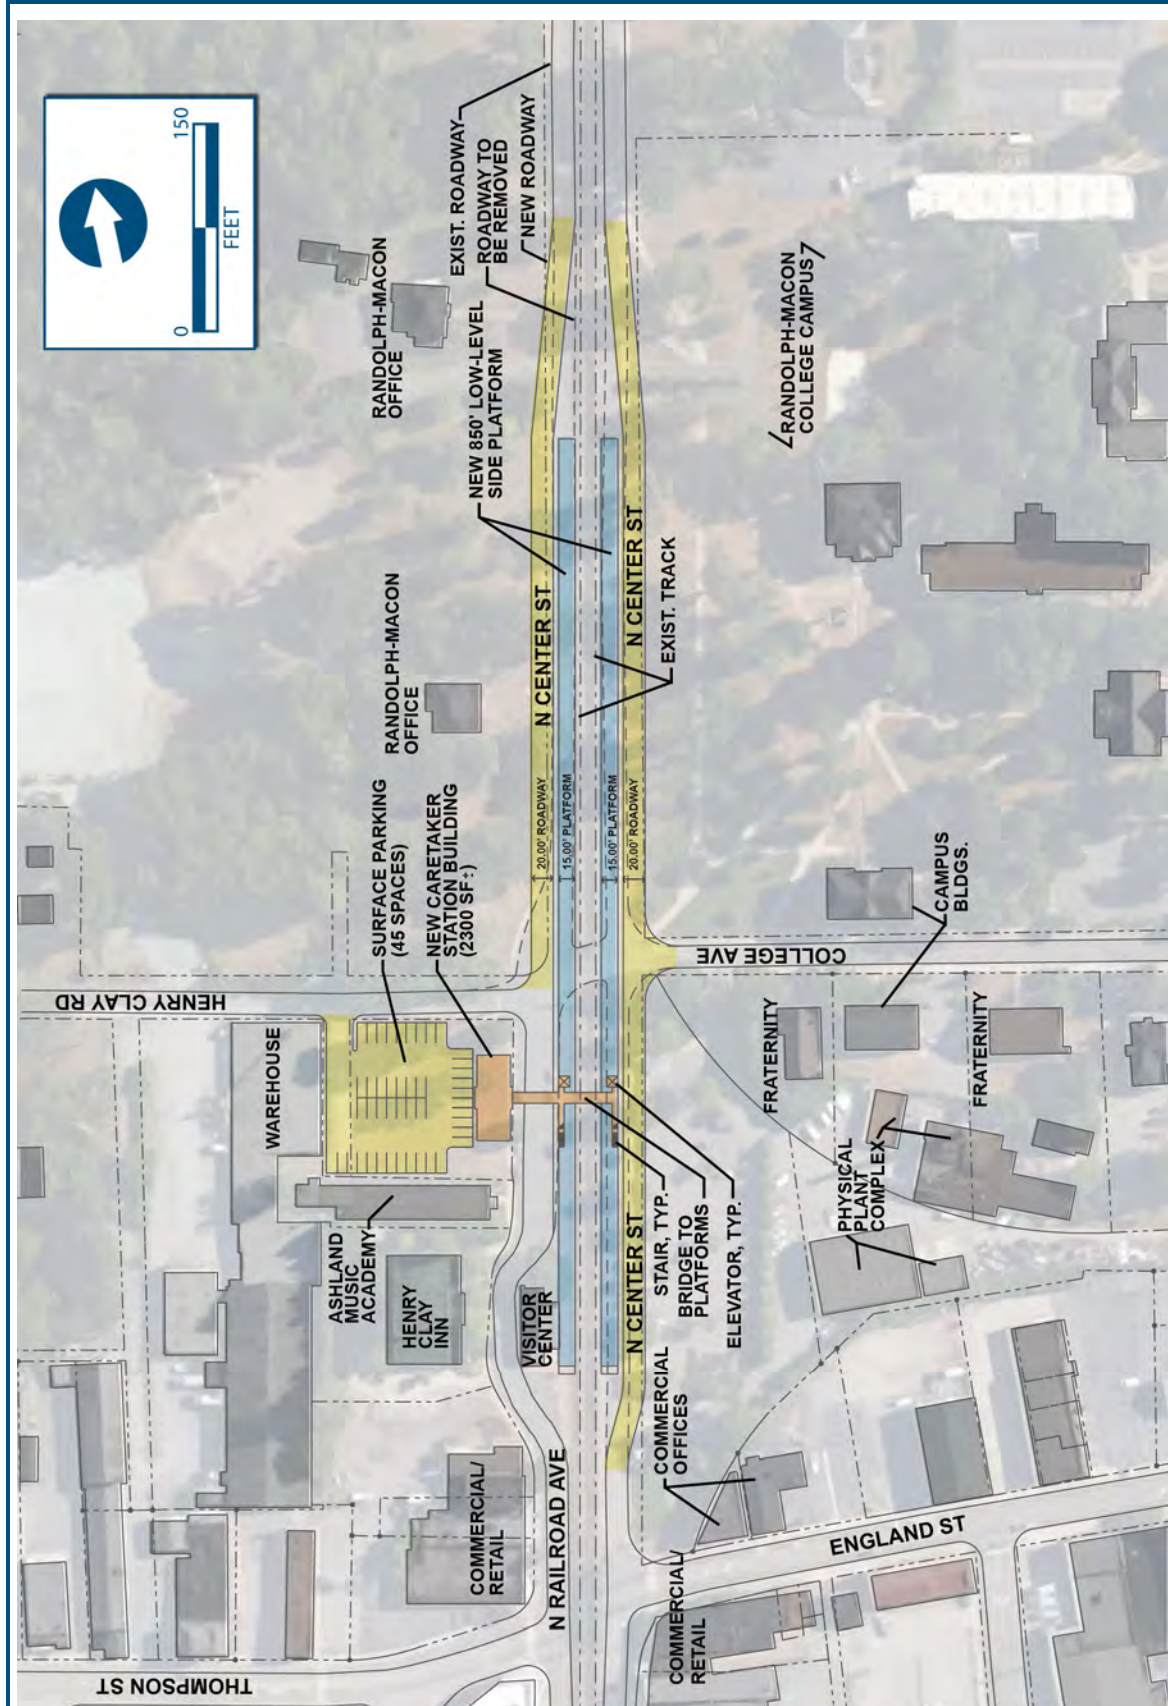 0
150
FEET
RANDOLPH-MACON
OFFICE
EXIST. ROADWAY
ROADWAY TO
BE REMOVED
NEW ROADWAY
NEW 850' LOW-LEVEL
SIDE PLATFORM
RANDOLPH-MACON
COLLEGE CAMPUS
RANDOLPH-MACON
OFFICE
N CENTER ST
N CENTER ST
EXIST. TRACK
SURFACE PARKING
(45 SPACES)
NEW CARETAKER
STATION BUILDING
(2300 SF±)
20.00' ROADWAY
15.00' PLATFORM
15.00' PLATFORM
20.00' ROADWAY
HENRY CLAY RD
COLLEGE AVE
CAMPUS
BLDGS.
WAREHOUSE
FRATERNITY
FRATERNITY
PHYSICAL
PLANT
COMPLEX
ASHLAND
MUSIC
ACADEMY
HENRY
CLAY
INN
VISITOR
CENTER
N CENTER ST
STAIR, TYP.
BRIDGE TO
PLATFORMS
ELEVATOR, TYP.
COMMERCIAL
OFFICES
COMMERCIAL/
RETAIL
N RAILROAD AVE
COMMERCIAL/
RETAIL
ENGLAND ST
THOMPSON ST